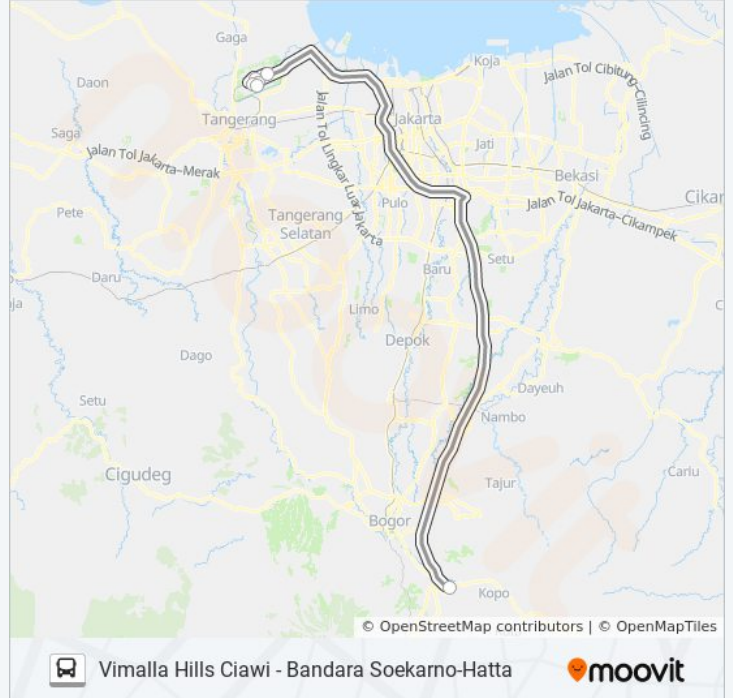 Gaga
Koja
Daon
Jalan Tol Cibitung-Cilincing
Tangerang
Jakarta
Saga
Jalan Tol Lingkar Luar Jakarta
Jati
Jalan Tol Jakarta–Merak
Bekasi
Cikar
Pulo
Jalan Tol Jakarta-Cikampek
Pete
Tangerang
Selatan
Setu
Baru
Daru
Limo
Depok
Dago
Dayeuh
Setu
Nambo
Cigudeg
Tajur
Bogor
Kopo
© OpenStreetMap contributors | © OpenMapTiles
Vimalla Hills Ciawi - Bandara Soekarno-Hatta
moovit